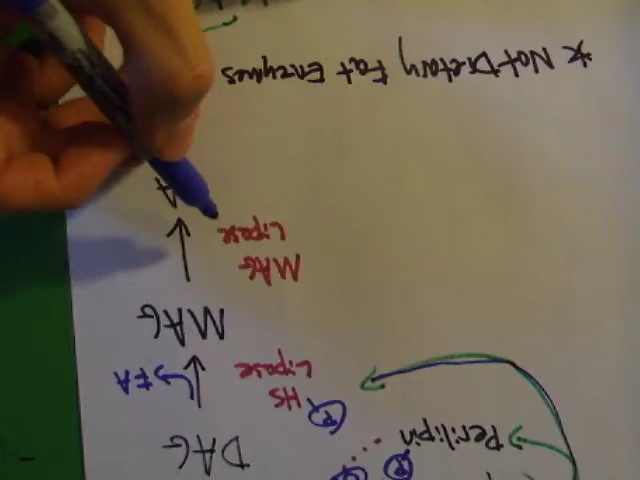 P
Perilipin ...
DAG
P HS
Lipase
FA
MAG
MAG
Lipase
* Not Dietary Fat Enzymes